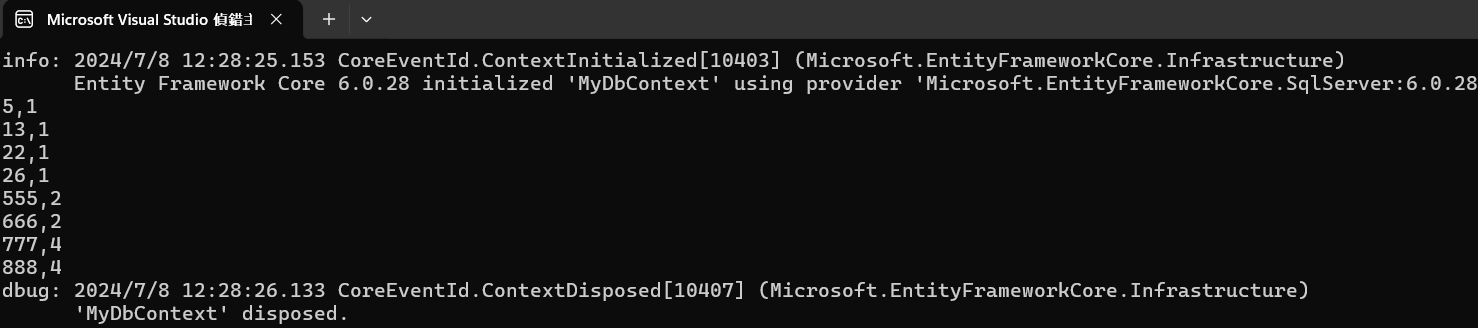 Microsoft Visual Studio 偵錯主
info: 2024/7/8 12:28:25.153 CoreEventId.ContextInitialized[10403] (Microsoft.EntityFrameworkCore.Infrastructure)
Entity Framework Core 6.0.28 initialized 'MyDbContext' using provider 'Microsoft.EntityFrameworkCore.SqlServer:6.0.28
5,1
13,1
22,1
26,1
555,2
666,2
777,4
888,4
dbug: 2024/7/8 12:28:26.133 CoreEventId.ContextDisposed[10407] (Microsoft.EntityFrameworkCore.Infrastructure)
'MyDbContext' disposed.